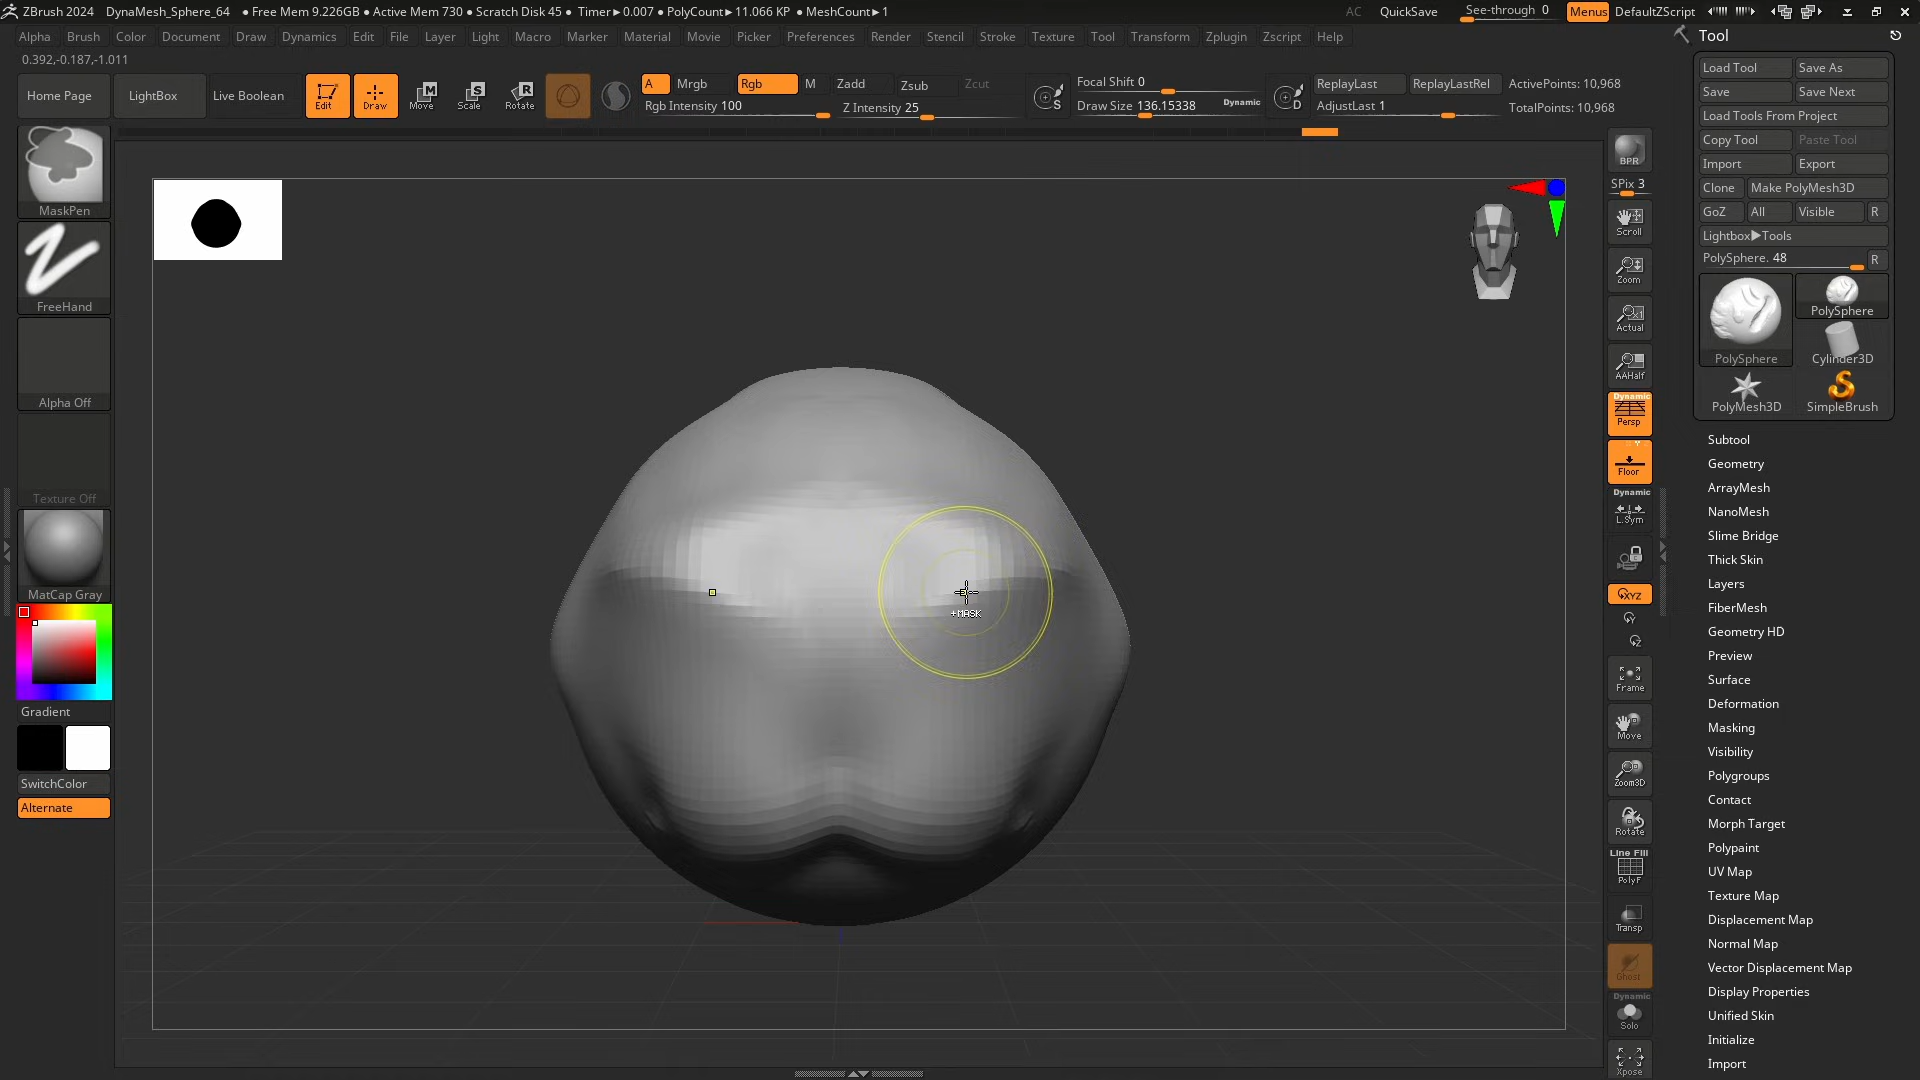 ZBrush 2024 DynaMesh_Sphere_64 ● Free Mem 9.226GB ● Active Mem 730 ● Scratch Disk 45 ● Timer▶0.007 ● PolyCount▶11.066 KP ● MeshCount▶1 AC QuickSave See-through 0 Menus DefaultZScript
Alpha Brush Color Document Draw Dynamics Edit File Layer Light Macro Marker Material Movie Picker Preferences Render Stencil Stroke Texture Tool Transform Zplugin Zscript Help
0.392,-0.187,-1.011
Home Page LightBox Live Boolean
Edit Draw Move Scale Rotate
M S R
A Mrgb Rgb M Zadd Zsub Zcut
Rgb Intensity 100 Z Intensity 25
S
Focal Shift 0
Draw Size 136.15338 Dynamic
D
ReplayLast ReplayLastRel ActivePoints: 10,968
AdjustLast 1 TotalPoints: 10,968
MaskPen
FreeHand
Alpha Off
Texture Off
MatCap Gray
Gradient
SwitchColor
Alternate
+MASK
BPR
SPix 3
Scroll
Zoom
Actual
AAHalf
Dynamic
Persp
Floor
Dynamic
L.Sym
XYZ
Y
Z
Frame
Move
Zoom3D
Rotate
Line Fill
PolyF
Transp
Ghost
Dynamic
Solo
Xpose
Tool
Load Tool Save As
Save Save Next
Load Tools From Project
Copy Tool Paste Tool
Import Export
Clone Make PolyMesh3D
GoZ All Visible R
Lightbox▶Tools
PolySphere. 48 R
PolySphere
PolySphere Cylinder3D
PolyMesh3D SimpleBrush
Subtool
Geometry
ArrayMesh
NanoMesh
Slime Bridge
Thick Skin
Layers
FiberMesh
Geometry HD
Preview
Surface
Deformation
Masking
Visibility
Polygroups
Contact
Morph Target
Polypaint
UV Map
Texture Map
Displacement Map
Normal Map
Vector Displacement Map
Display Properties
Unified Skin
Initialize
Import